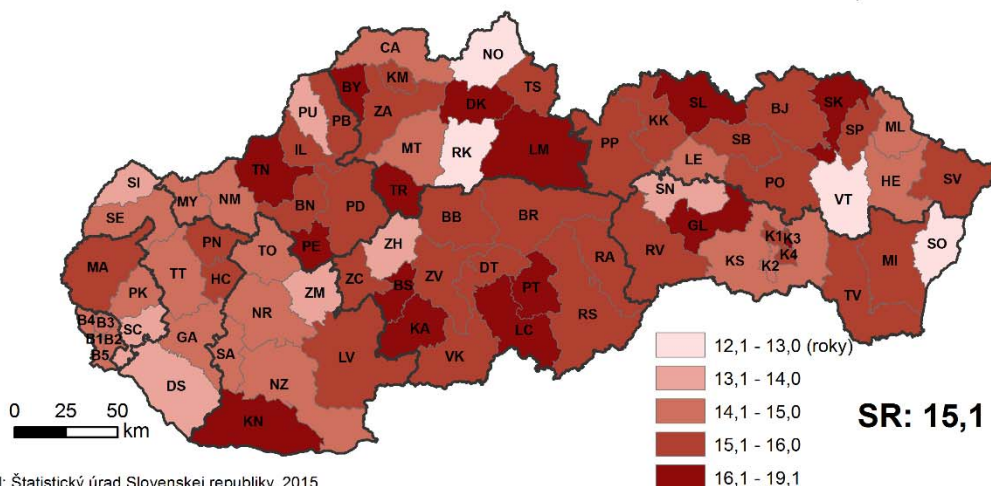 CA
NO
KM
TS
BY
ZA
DK
SL
SK
BJ
ML
PU
PB
KK
SP
IL
MT
RK
LM
PP
SB
LE
HE
SV
TN
TR
PO
SI
SN
VT
MY
NM
BN
PD
SE
BB
BR
GL
SO
PN
TO
PE
ZH
RV
K1
K3
MA
RA
KS
K4
K2
MI
TT
HC
ZM
ZC
ZV
DT
PK
BS
PT
TV
B4
B3
SC
NR
KA
LC
RS
B1
B2
GA
B5
SA
LV
VK
DS
NZ
KN
0 25 50
km
12,1 - 13,0 (roky)
13,1 - 14,0
14,1 - 15,0
15,1 - 16,0
16,1 - 19,1
SR: 15,1
Štatistický úrad Slovenskej republiky, 2015